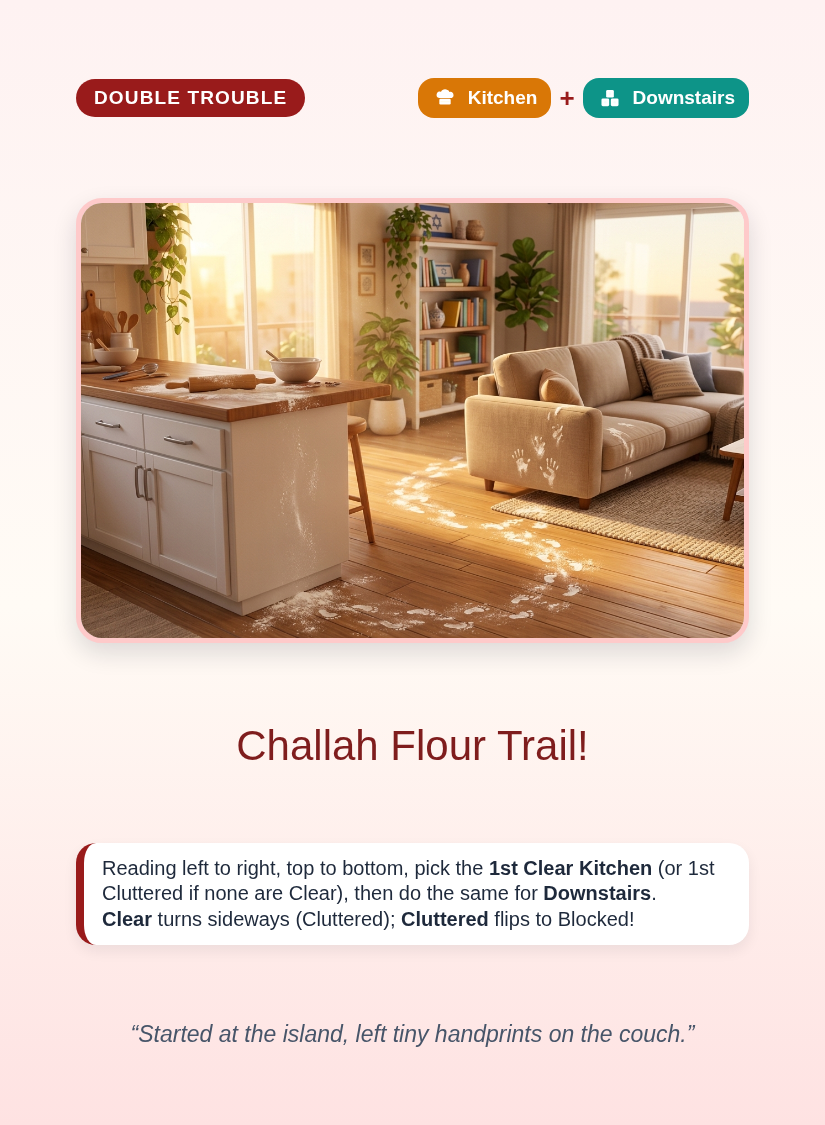 DOUBLE TROUBLE
Kitchen + Downstairs
Challah Flour Trail!
Reading left to right, top to bottom, pick the 1st Clear Kitchen (or 1st
Cluttered if none are Clear), then do the same for Downstairs.
Clear turns sideways (Cluttered); Cluttered flips to Blocked!
“Started at the island, left tiny handprints on the couch.”